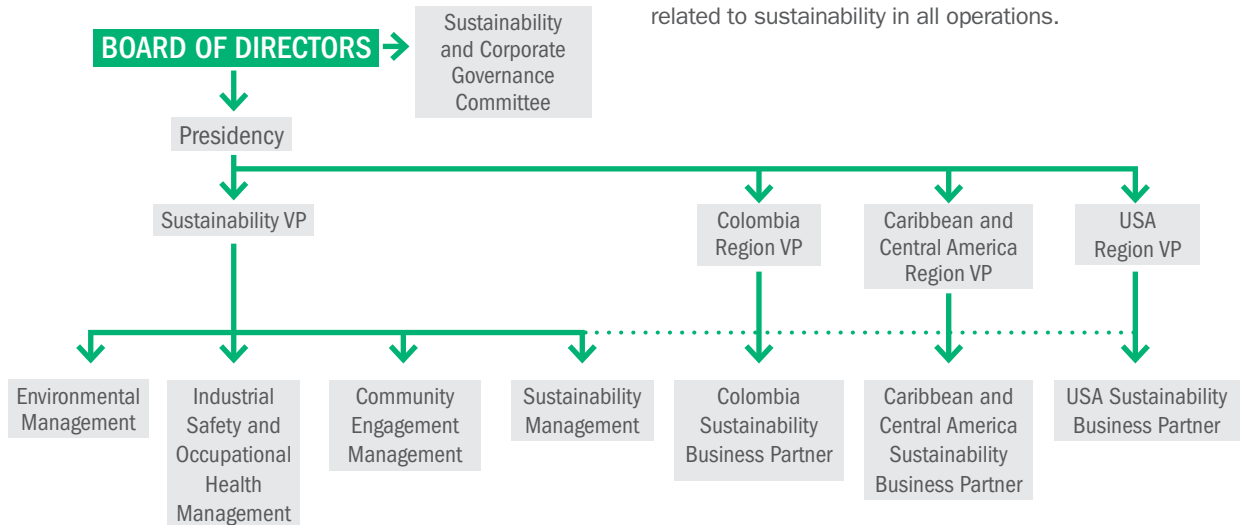 related to sustainability in all operations.
BOARD OF DIRECTORS
Sustainability
and Corporate
Governance
Committee
Presidency
Sustainability VP
Colombia
Region VP
Caribbean and
Central America
Region VP
USA
Region VP
Environmental
Management
Industrial
Safety and
Occupational
Health
Management
Community
Engagement
Management
Sustainability
Management
Colombia
Sustainability
Business Partner
Caribbean and
Central America
Sustainability
Business Partner
USA Sustainability
Business Partner